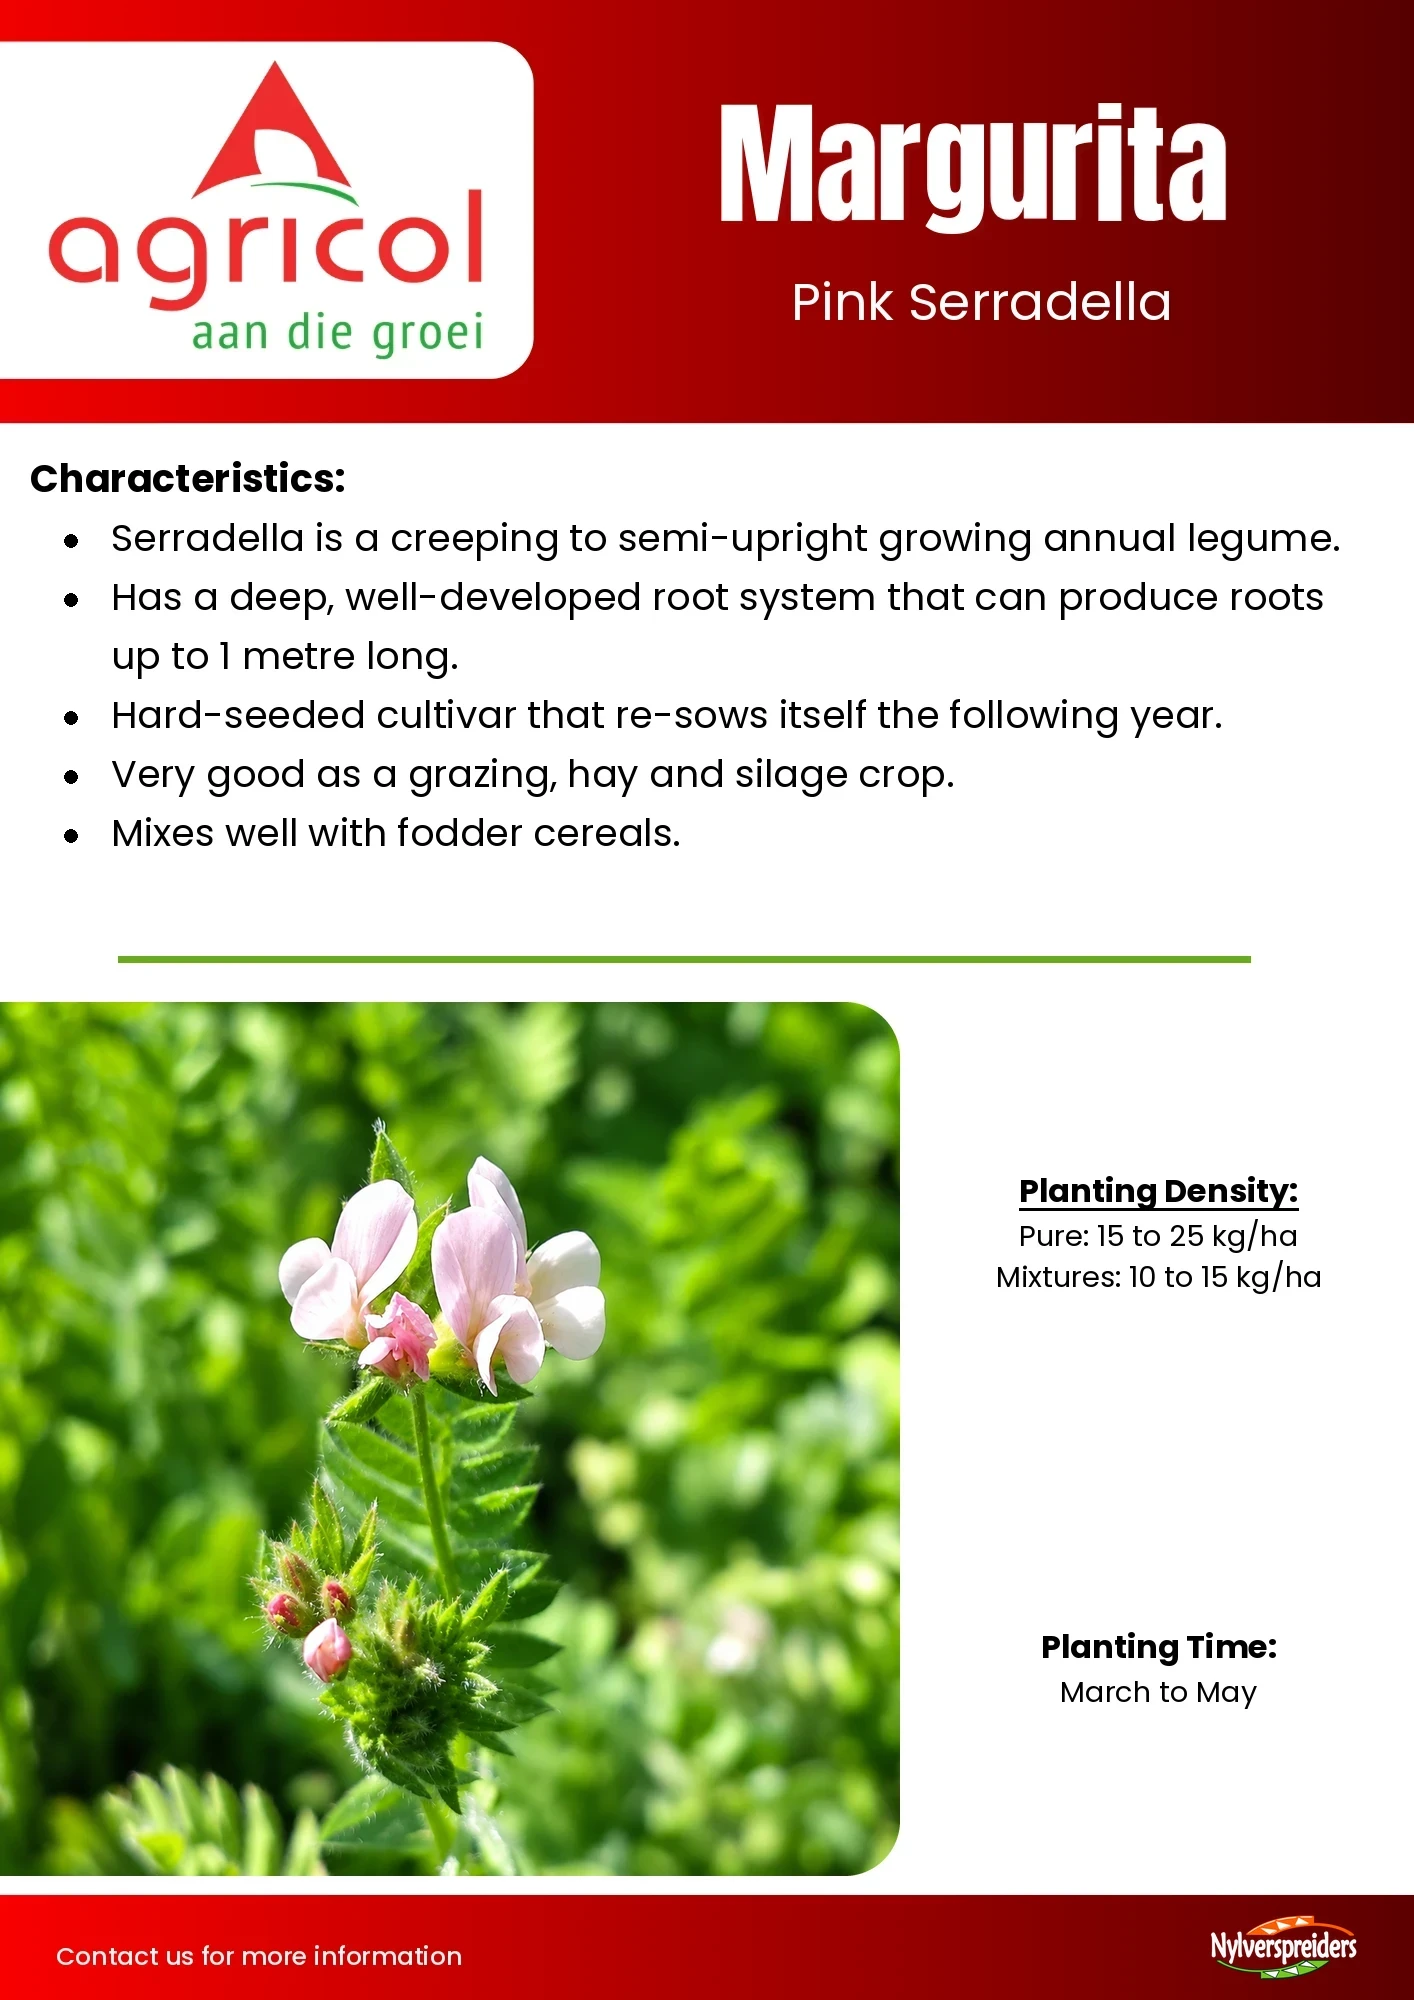 agricol
aan die groei
Margurita
Pink Serradella
Characteristics:
• Serradella is a creeping to semi-upright growing annual legume.
• Has a deep, well-developed root system that can produce roots
up to 1 metre long.
• Hard-seeded cultivar that re-sows itself the following year.
• Very good as a grazing, hay and silage crop.
• Mixes well with fodder cereals.
Planting Density:
Pure: 15 to 25 kg/ha
Mixtures: 10 to 15 kg/ha
Planting Time:
March to May
Contact us for more information
Nylverspreiders